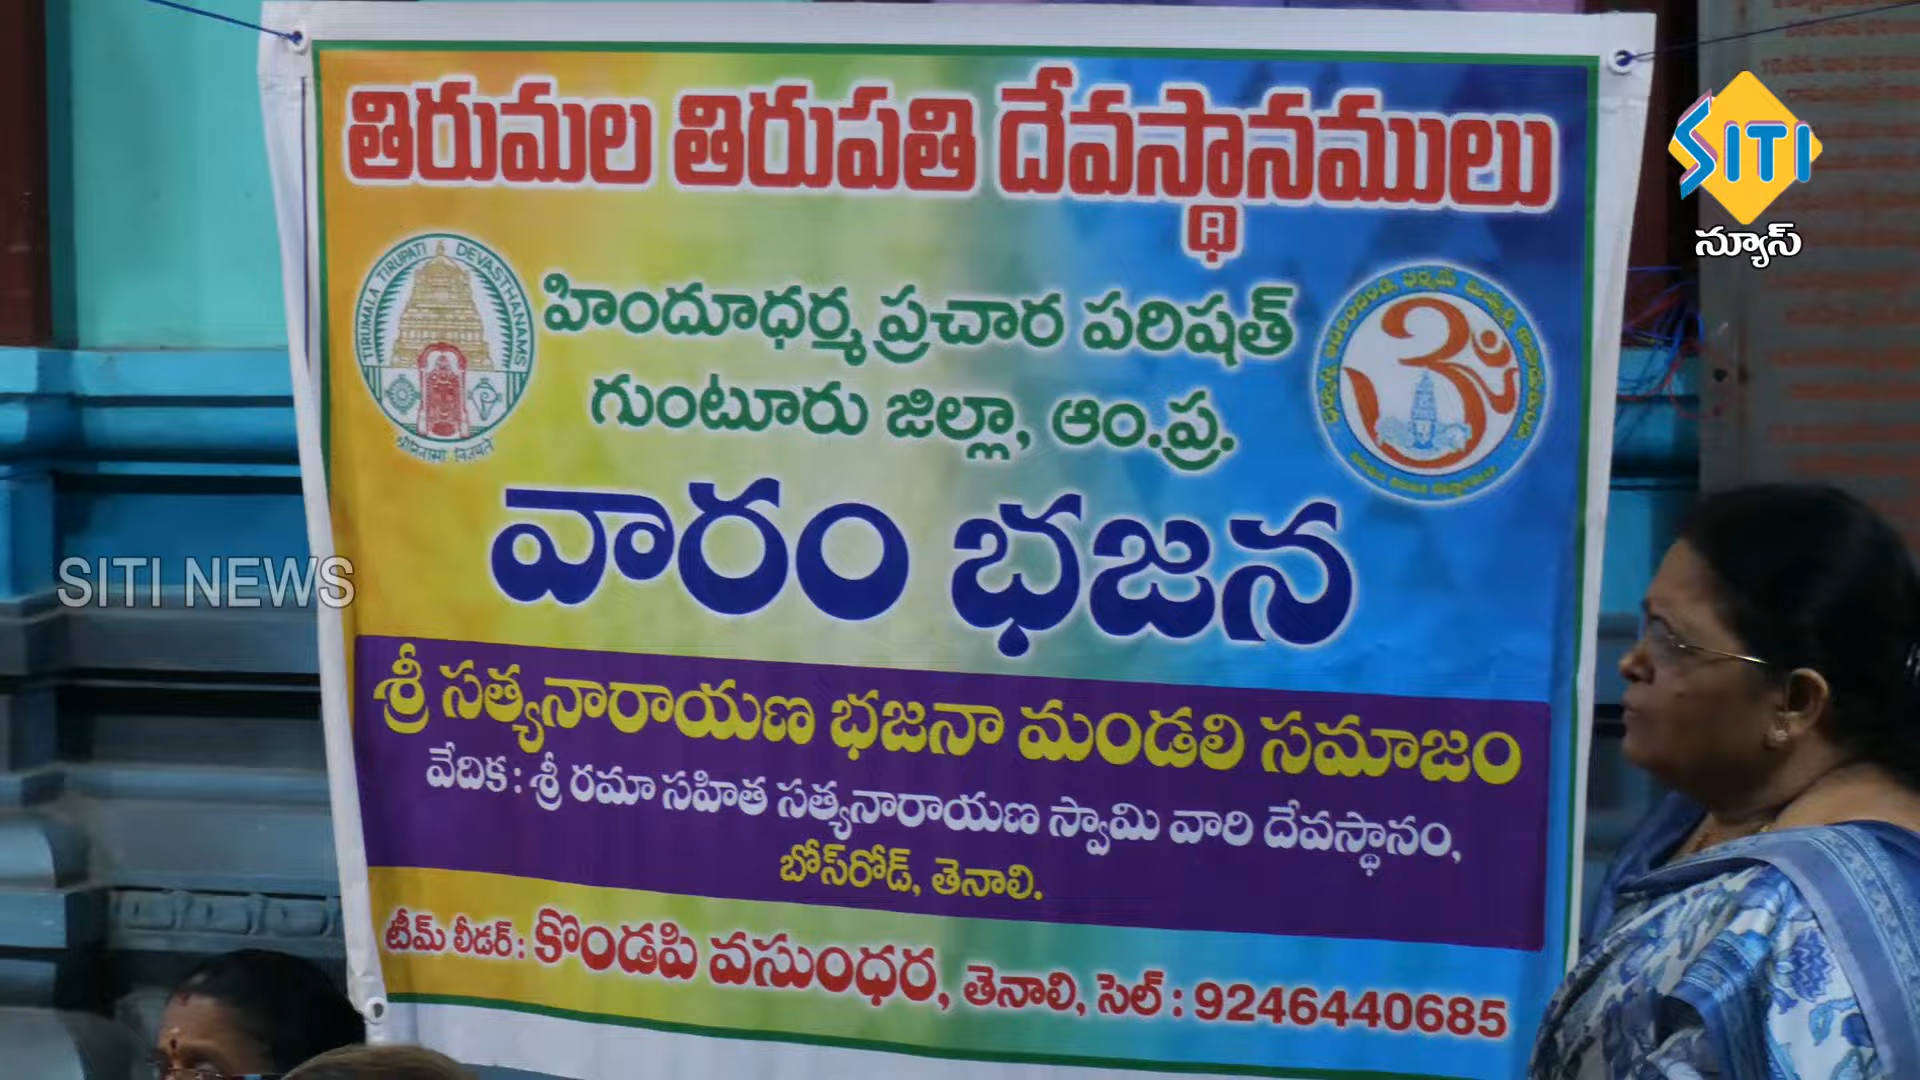 తిరుమల తిరుపతి దేవస్థానములు
SITI
న్యూస్
TIRUMALA TIRUPATI DEVASTHANAMS
హిందూధర్మ ప్రచార పరిషత్
గుంటూరు జిల్లా, ఆం.ప్ర.
వారం భజన
SITI NEWS
శ్రీ సత్యనారాయణ భజనా మండలి సమాజం
వేదిక : శ్రీ రమా సహిత సత్యనారాయణ స్వామి వారి దేవస్థానం,
బోస్‌రోడ్, తెనాలి.
టీమ్ లీడర్ : కొండపి వసుంధర, తెనాలి, సెల్ : 9246440685